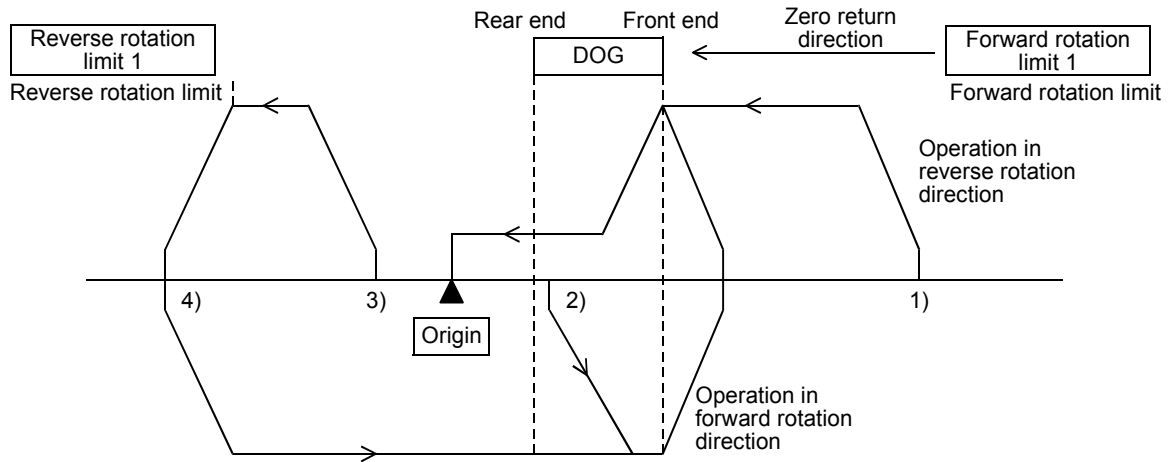 Rear end
Front end
Zero return
direction
Reverse rotation
limit 1
DOG
Forward rotation
limit 1
Reverse rotation limit
Forward rotation limit
Operation in
reverse rotation
direction
4)
3)
2)
1)
Origin
Operation in
forward rotation
direction